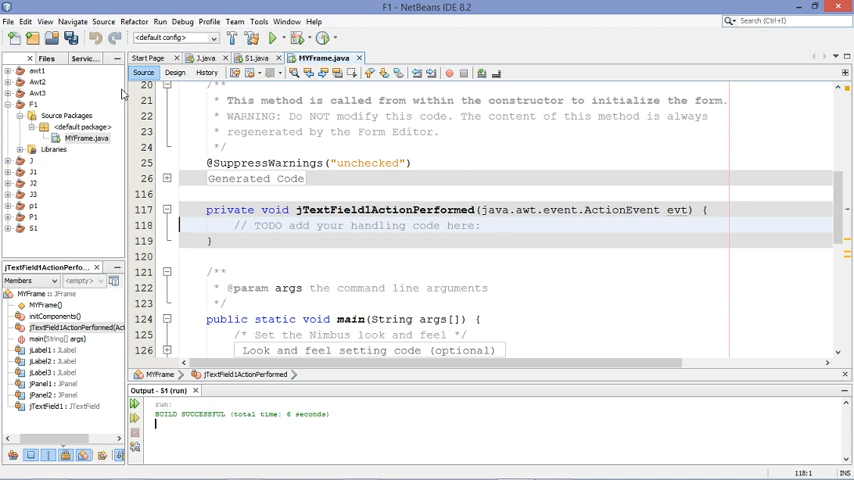 F1 - NetBeans IDE 8.2
File Edit View Navigate Source Refactor Run Debug Profile Team Tools Window Help
Search (Ctrl+I)
<default config>
Files Servic...
Start Page J.java S1.java MYFrame.java
Source Design History
awt1
Awt2
Awt3
F1
Source Packages
<default package>
MYFrame.java
Libraries
J
J1
J2
J3
p1
P1
S1
20 /**
21 * This method is called from within the constructor to initialize the form.
22 * WARNING: Do NOT modify this code. The content of this method is always
23 * regenerated by the Form Editor.
24 */
25 @SuppressWarnings("unchecked")
26 Generated Code
116
117 private void jTextField1ActionPerformed(java.awt.event.ActionEvent evt) {
118 // TODO add your handling code here:
119 }
120
121 /**
122 * @param args the command line arguments
123 */
124 public static void main(String args[]) {
125 /* Set the Nimbus look and feel */
126 Look and feel setting code (optional)
jTextField1ActionPerfo...
Members <empty>
MYFrame :: JFrame
MYFrame()
initComponents()
jTextField1ActionPerformed(Act
main(String[] args)
jLabel1 : JLabel
jLabel2 : JLabel
jLabel3 : JLabel
jPanel1 : JPanel
jPanel2 : JPanel
jTextField1 : JTextField
MYFrame jTextField1ActionPerformed
Output - S1 (run)
run:
BUILD SUCCESSFUL (total time: 6 seconds)
118:1 INS